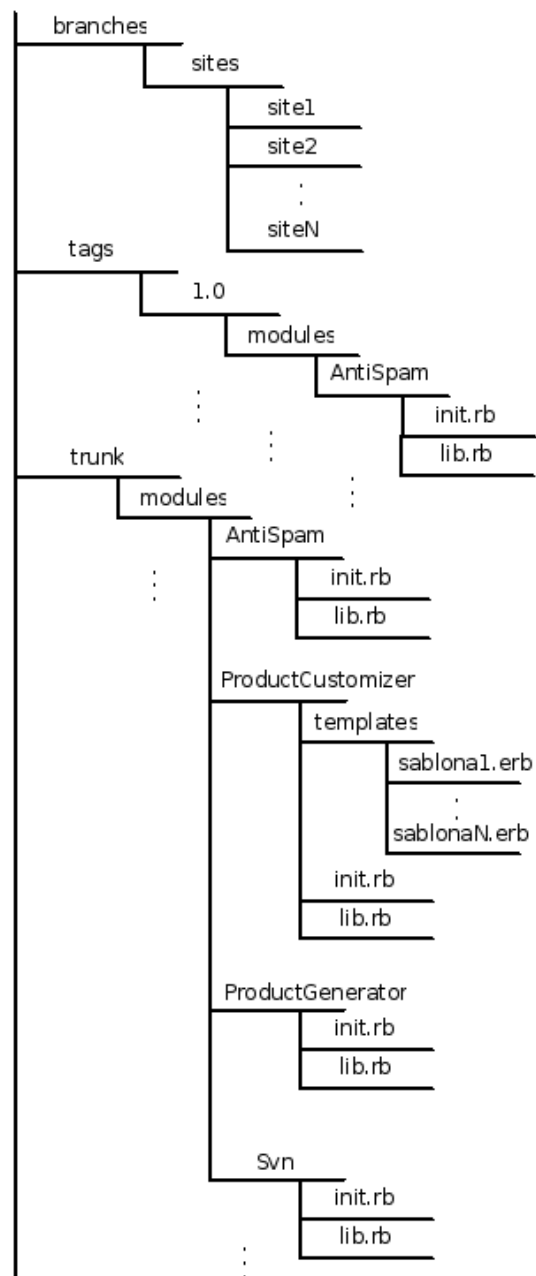 branches
sites
site1
site2
siteN
tags
1.0
modules
AntiSpam
init.rb
lib.rb
trunk
modules
AntiSpam
init.rb
lib.rb
ProductCustomizer
templates
sablona1.erb
sablonaN.erb
init.rb
lib.rb
ProductGenerator
init.rb
lib.rb
Svn
init.rb
lib.rb